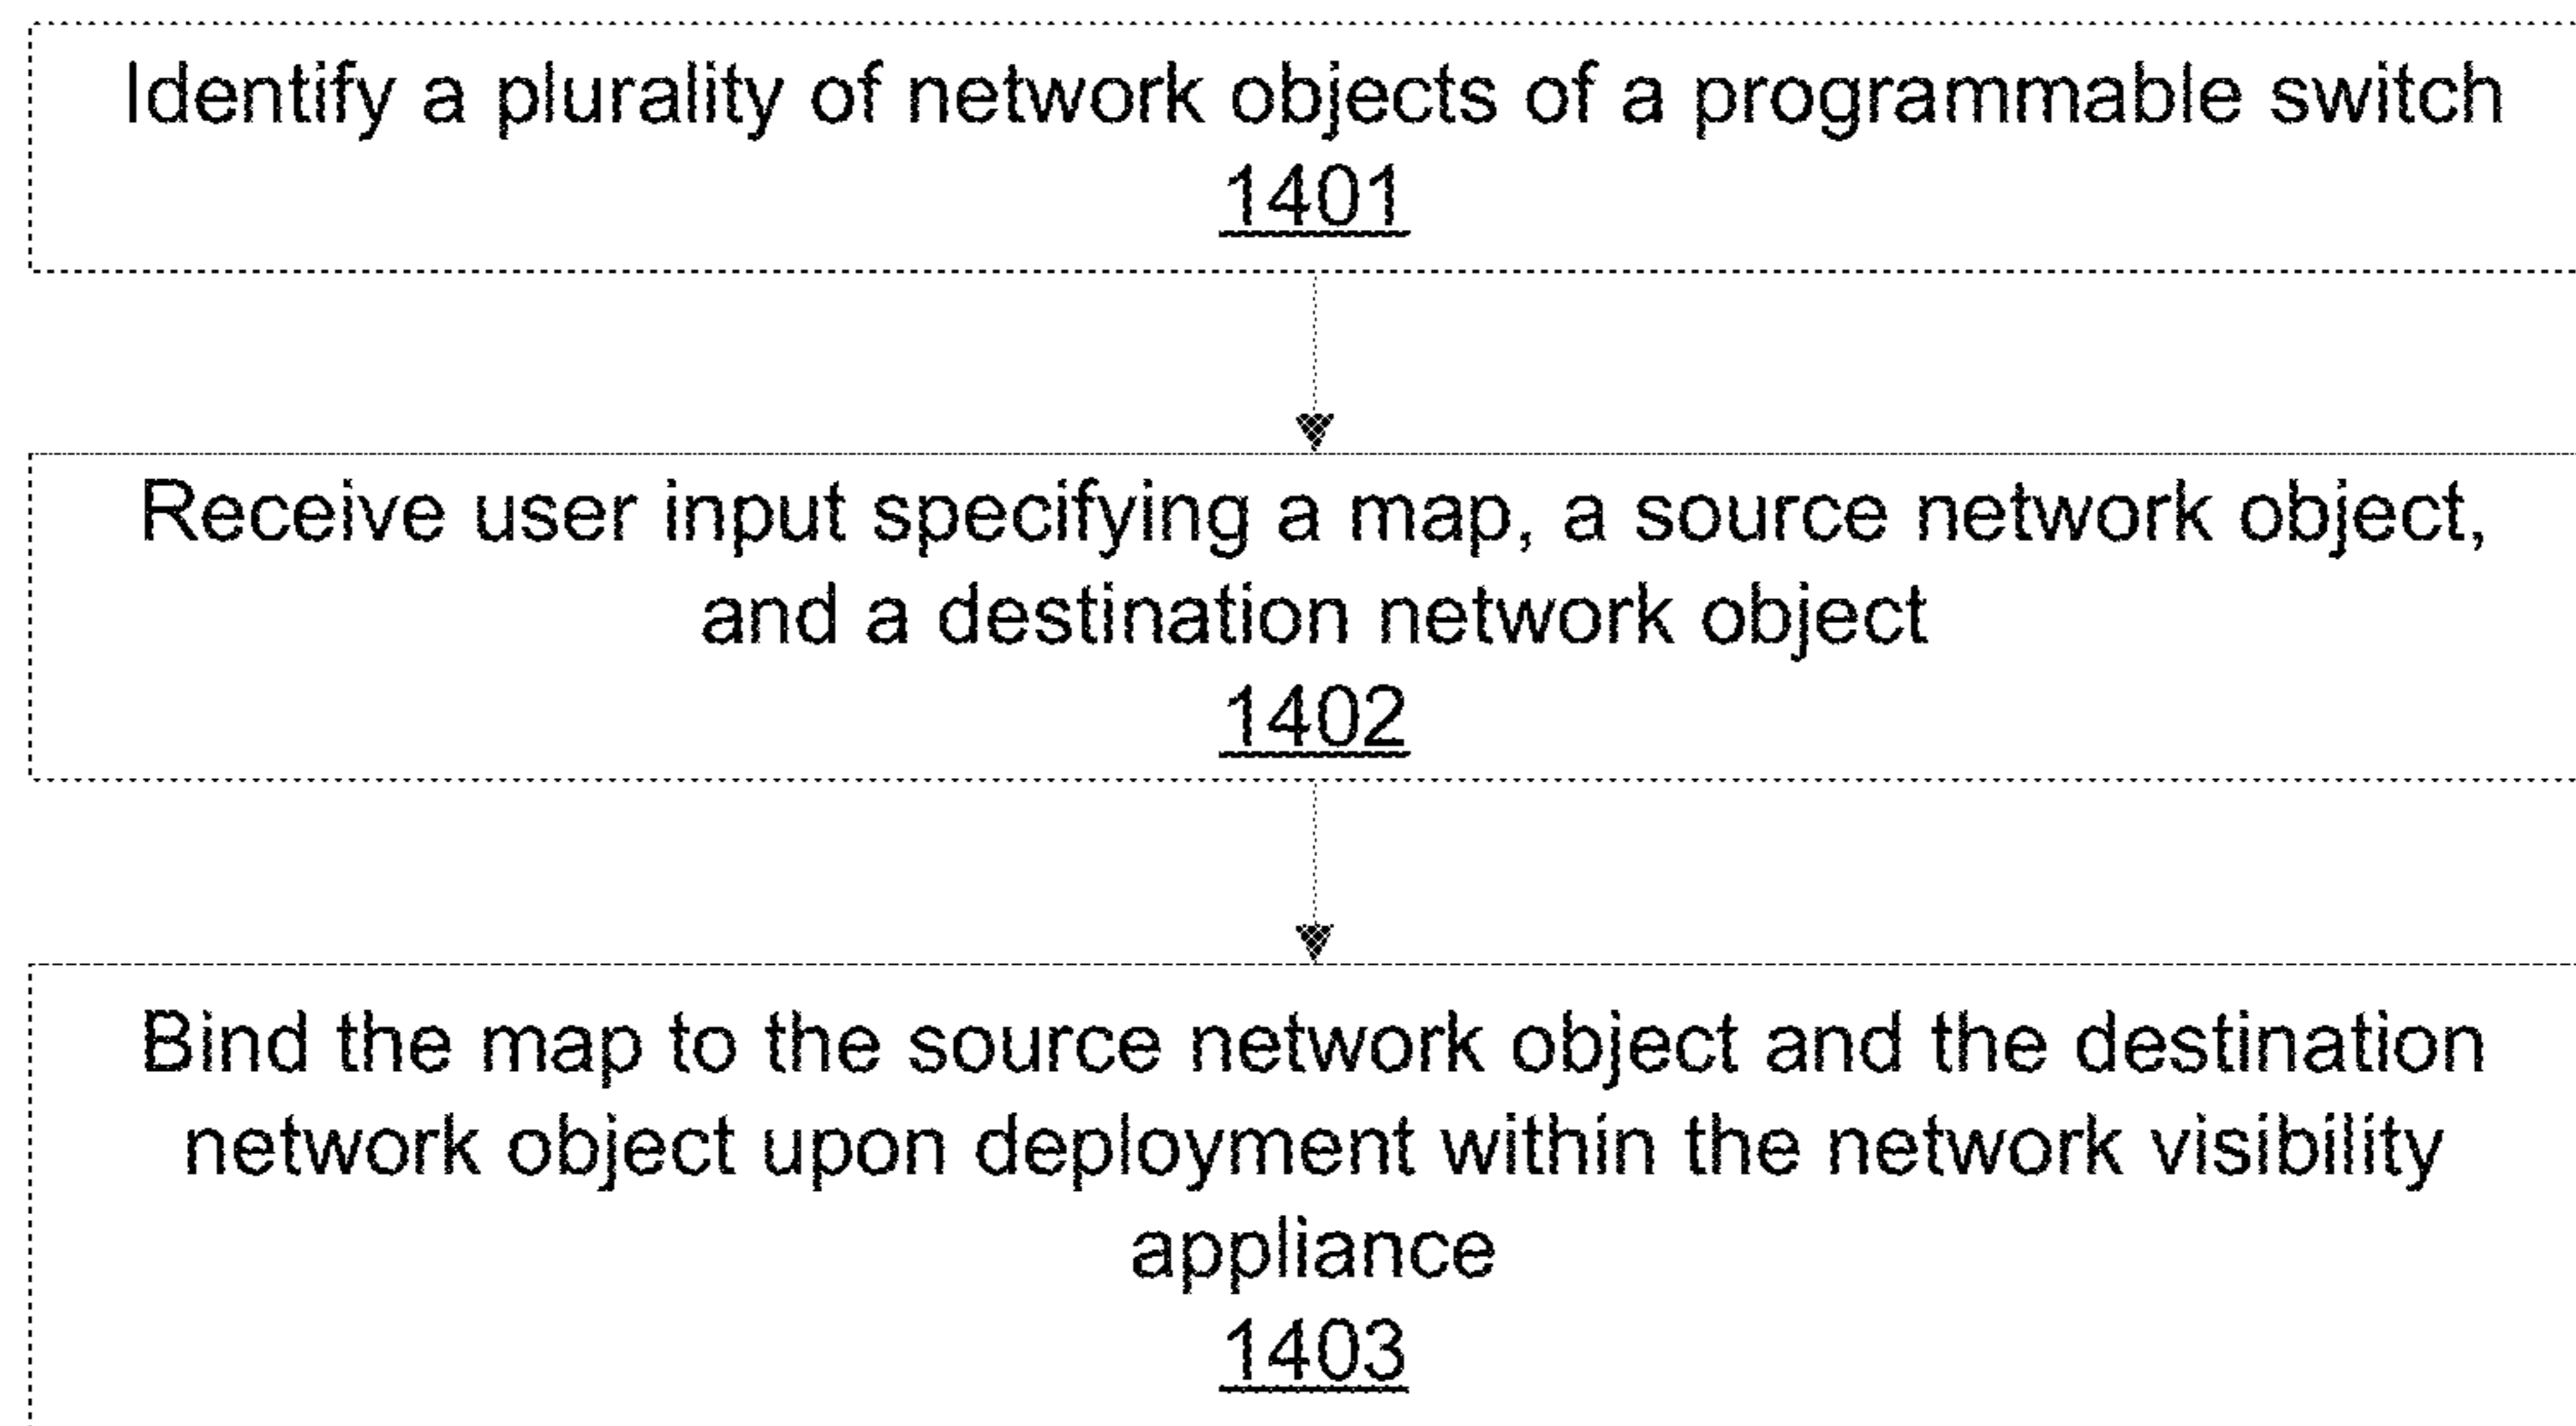 Identify a plurality of network objects of a programmable switch
1401
Receive user input specifying a map, a source network object,
and a destination network object
1402
Bind the map to the source network object and the destination
network object upon deployment within the network visibility
appliance
1403